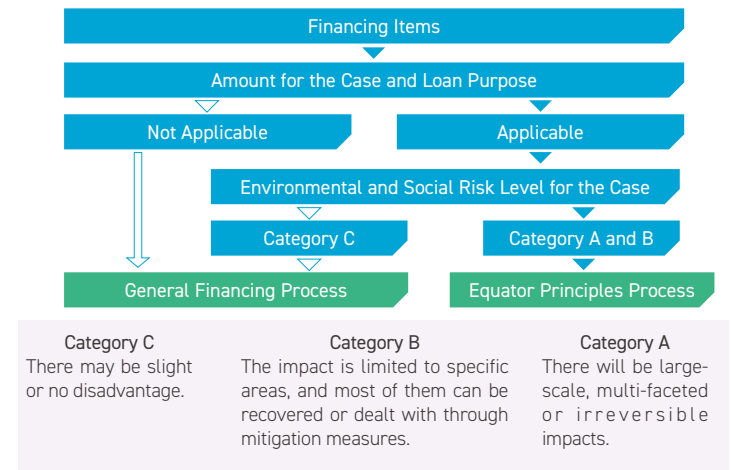 Financing Items
Amount for the Case and Loan Purpose
Not Applicable
Applicable
Environmental and Social Risk Level for the Case
Category C
Category A and B
General Financing Process
Equator Principles Process
Category C
There may be slight
or no disadvantage.
Category B
The impact is limited to specific
areas, and most of them can be
recovered or dealt with through
mitigation measures.
Category A
There will be large-
scale, multi-faceted
or irreversible
impacts.